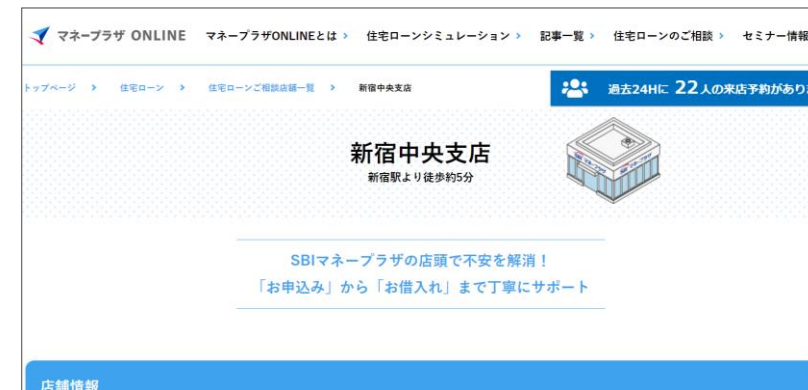 マネープラザ ONLINE マネープラザONLINEとは › 住宅ローンシミュレーション › 記事一覧 › 住宅ローンのご相談 › セミナー情報
トップページ › 住宅ローン › 住宅ローンご相談店舗一覧 › 新宿中央支店
過去24Hに 22人の来店予約があり
新宿中央支店
新宿駅より徒歩約5分
SBIマネープラザの店頭で不安を解消！
「お申込み」から「お借入れ」まで丁寧にサポート
店舗情報